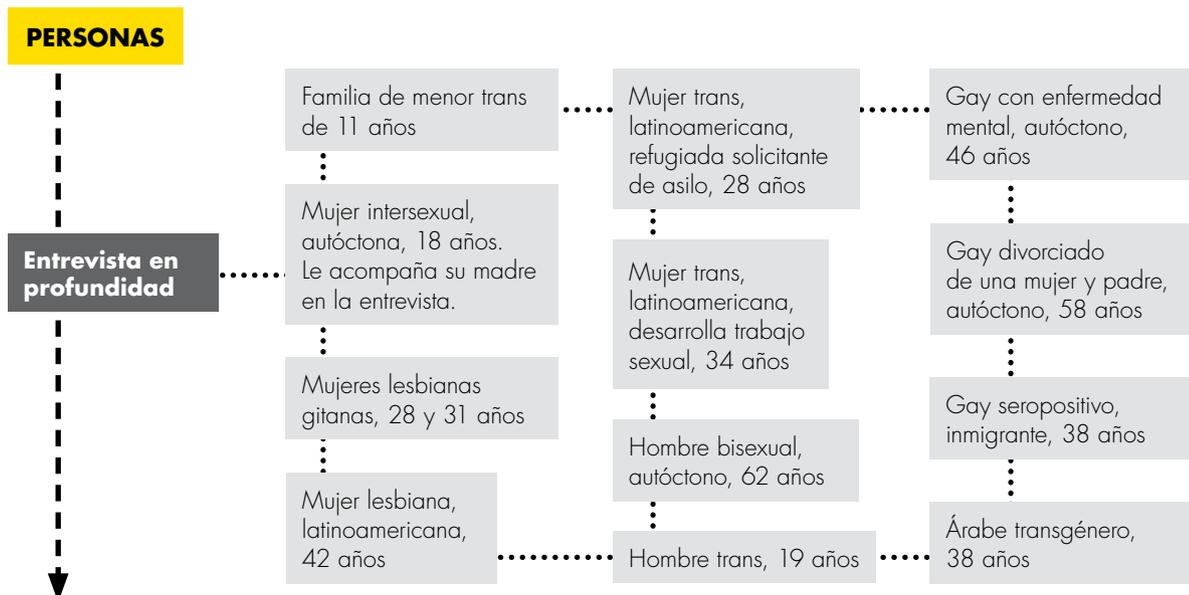 PERSONAS
Entrevista en
profundidad
Familia de menor trans
de 11 años
Mujer intersexual,
autóctona, 18 años.
Le acompaña su madre
en la entrevista.
Mujeres lesbianas
gitanas, 28 y 31 años
Mujer lesbiana,
latinoamericana,
42 años
Mujer trans,
latinoamericana,
refugiada solicitante
de asilo, 28 años
Mujer trans,
latinoamericana,
desarrolla trabajo
sexual, 34 años
Hombre bisexual,
autóctono, 62 años
Hombre trans, 19 años
Gay con enfermedad
mental, autóctono,
46 años
Gay divorciado
de una mujer y padre,
autóctono, 58 años
Gay seropositivo,
inmigrante, 38 años
Árabe transgénero,
38 años